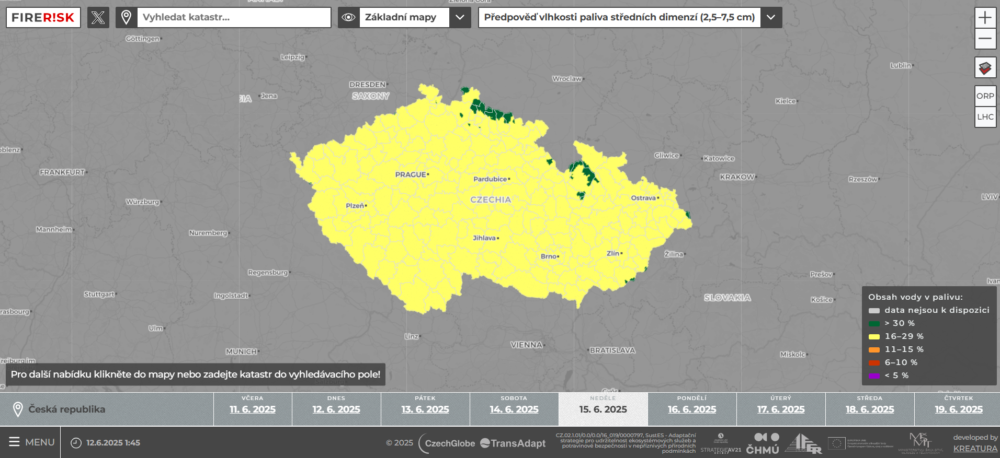 FIRER!SK
Vyhledat katastr...
Základní mapy
Předpověď vlhkosti paliva středních dimenzí (2,5–7,5 cm)
Göttingen
Leipzig
DRESDEN
SAXONY
Jena
Wrocław
Lublin
Kielce
ORP
LHC
Gliwice
Katowice
FRANKFURT
PRAGUE
Pardubice
KRAKOW
Rzeszów
CZECHIA
Ostrava
LVIV
Würzburg
Plzeň
Mannheim
Nuremberg
Jihlava
Brno
Zlín
Žilina
Regensburg
Prešov
Stuttgart
Ingolstadt
SLOVAKIA
Košice
Ulm
Linz
VIENNA
BRATISLAVA
MUNICH
Miskolc
Freiburg im
Obsah vody v palivu:
data nejsou k dispozici
> 30 %
16–29 %
11–15 %
6–10 %
< 5 %
Pro další nabídku klikněte do mapy nebo zadejte katastr do vyhledávacího pole!
Česká republika
VČERA
11. 6. 2025
DNES
12. 6. 2025
PÁTEK
13. 6. 2025
SOBOTA
14. 6. 2025
NEDĚLE
15. 6. 2025
PONDĚLÍ
16. 6. 2025
ÚTERÝ
17. 6. 2025
STŘEDA
18. 6. 2025
ČTVRTEK
19. 6. 2025
MENU
12.6.2025 1:45
© 2025
CzechGlobe
TransAdapt
CZ.02.1.01/0.0/0.0/16_019/0000797, SustES - Adaptační
strategie pro udržitelnost ekosystémových služeb a
potravinové bezpečnosti v nepříznivých přírodních
podmínkách
STRATEGIE AV21
ČHMÚ
developed by
KREATURA